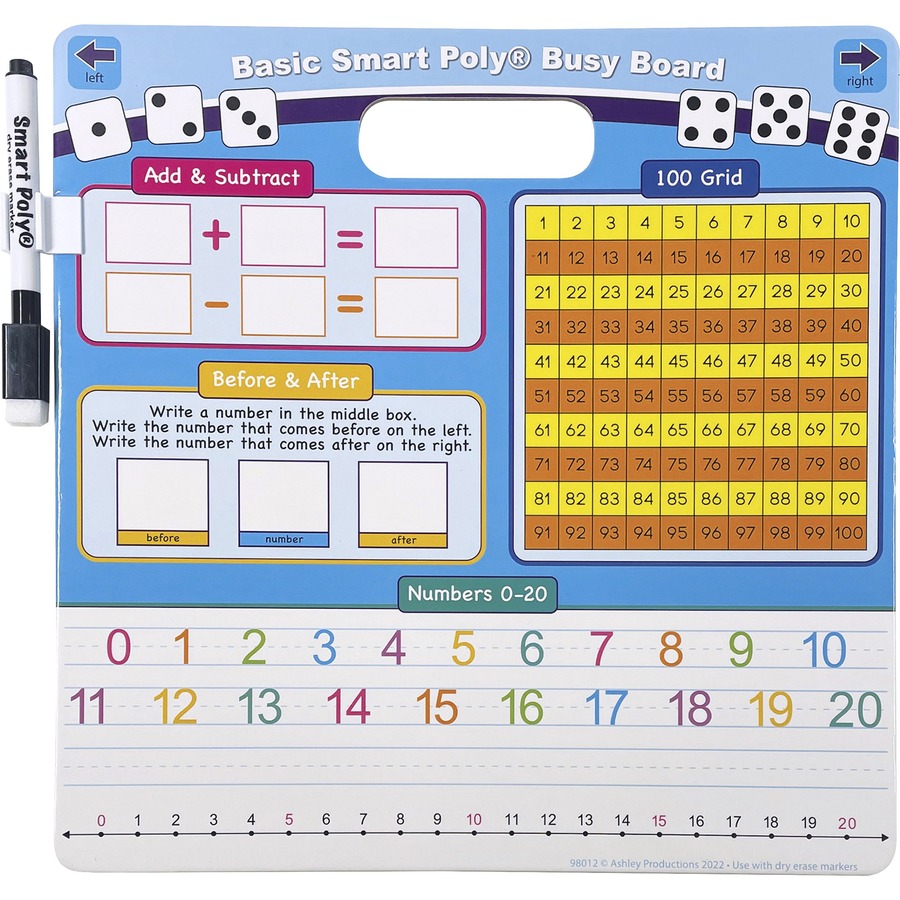 left
Basic Smart Poly® Busy Board
right
Smart Poly®
dry erase marker
Add & Subtract
+ =
- =
100 Grid
1 2 3 4 5 6 7 8 9 10
11 12 13 14 15 16 17 18 19 20
21 22 23 24 25 26 27 28 29 30
31 32 33 34 35 36 37 38 39 40
41 42 43 44 45 46 47 48 49 50
51 52 53 54 55 56 57 58 59 60
61 62 63 64 65 66 67 68 69 70
71 72 73 74 75 76 77 78 79 80
81 82 83 84 85 86 87 88 89 90
91 92 93 94 95 96 97 98 99 100
Before & After
Write a number in the middle box.
Write the number that comes before on the left.
Write the number that comes after on the right.
before number after
Numbers 0-20
0 1 2 3 4 5 6 7 8 9 10
11 12 13 14 15 16 17 18 19 20
0 1 2 3 4 5 6 7 8 9 10 11 12 13 14 15 16 17 18 19 20
98012 © Ashley Productions 2022 • Use with dry erase markers